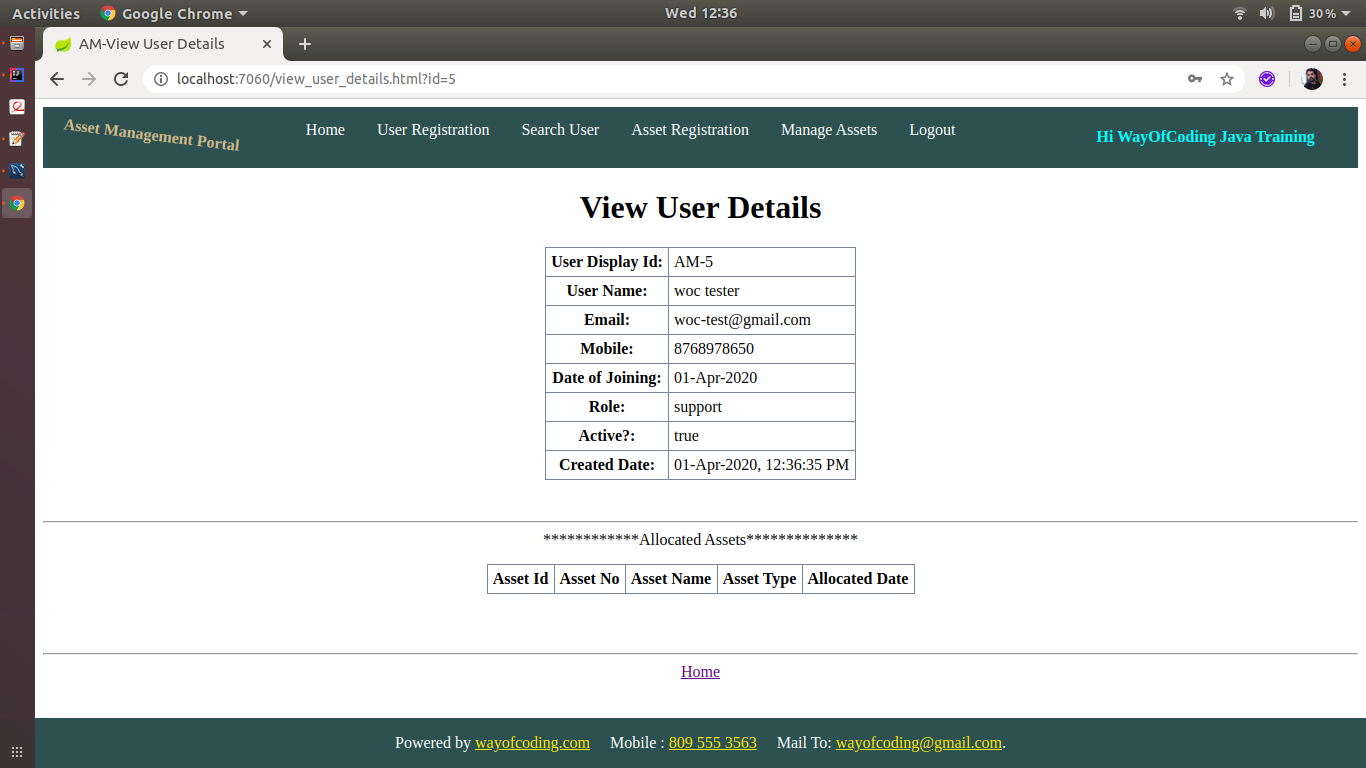 Activities Google Chrome Wed 12:36 30%
AM-View User Details
localhost:7060/view_user_details.html?id=5
Asset Management Portal Home User Registration Search User Asset Registration Manage Assets Logout Hi WayOfCoding Java Training
View User Details
User Display Id: AM-5
User Name: woc tester
Email: woc-test@gmail.com
Mobile: 8768978650
Date of Joining: 01-Apr-2020
Role: support
Active?: true
Created Date: 01-Apr-2020, 12:36:35 PM
************Allocated Assets**************
Asset Id Asset No Asset Name Asset Type Allocated Date
Home
Powered by wayofcoding.com Mobile : 809 555 3563 Mail To: wayofcoding@gmail.com.